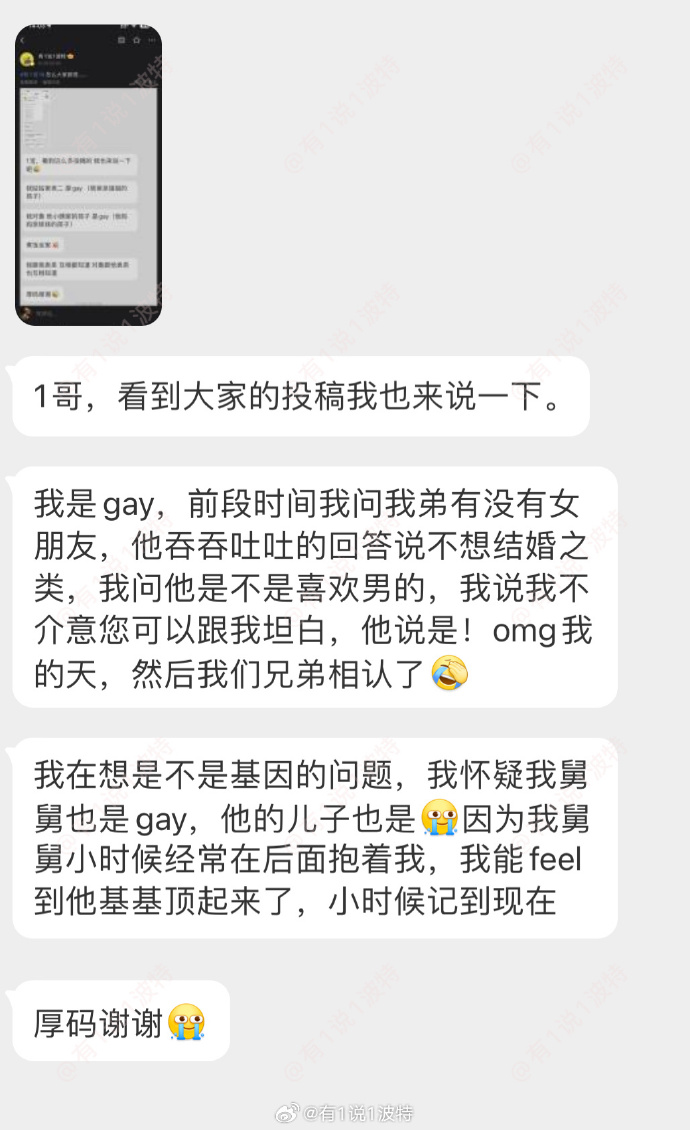 1哥，看到大家的投稿我也来说一下。
我是gay，前段时间我问我弟有没有女
朋友，他吞吞吐吐的回答说不想结婚之
类，我问他是不是喜欢男的，我说我不
介意您可以跟我坦白，他说是！omg我
的天，然后我们兄弟相认了🤣
我在想是不是基因的问题，我怀疑我舅
舅也是gay，他的儿子也是😭因为我舅
舅小时候经常在后面抱着我，我能feel
到他基基顶起来了，小时候记到现在
厚码谢谢😭
@有1说1波特